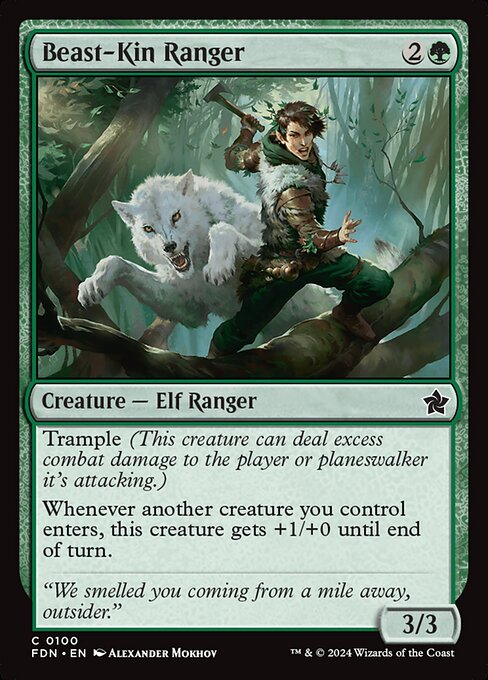 Beast-Kin Ranger 2
Creature — Elf Ranger
Trample (This creature can deal excess
combat damage to the player or planeswalker
it's attacking.)
Whenever another creature you control
enters, this creature gets +1/+0 until end
of turn.
“We smelled you coming from a mile away,
outsider.”
3/3
C 0100
FDN • EN Alexander Mokhov ™ & © 2024 Wizards of the Coast